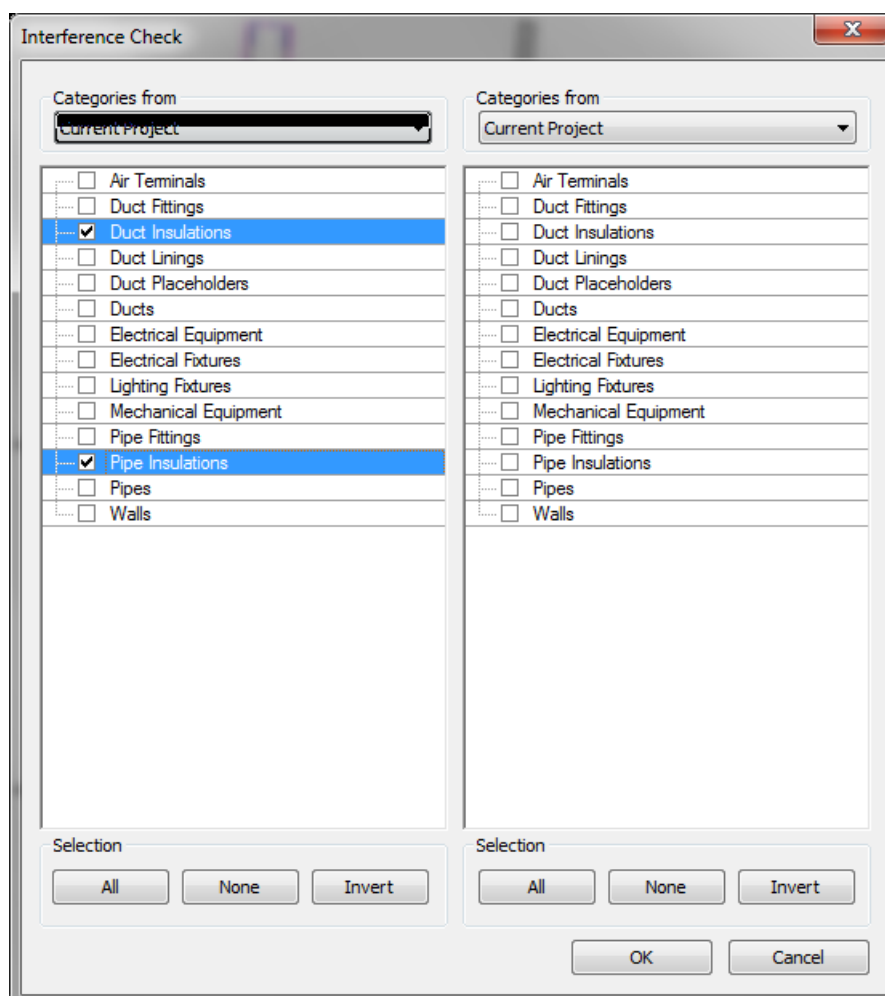 Interference Check
Categories from
Current Project
Air Terminals
Duct Fittings
Duct Insulations
Duct Linings
Duct Placeholders
Ducts
Electrical Equipment
Electrical Fixtures
Lighting Fixtures
Mechanical Equipment
Pipe Fittings
Pipe Insulations
Pipes
Walls
Selection
All None Invert
Categories from
Current Project
Air Terminals
Duct Fittings
Duct Insulations
Duct Linings
Duct Placeholders
Ducts
Electrical Equipment
Electrical Fixtures
Lighting Fixtures
Mechanical Equipment
Pipe Fittings
Pipe Insulations
Pipes
Walls
Selection
All None Invert
OK Cancel